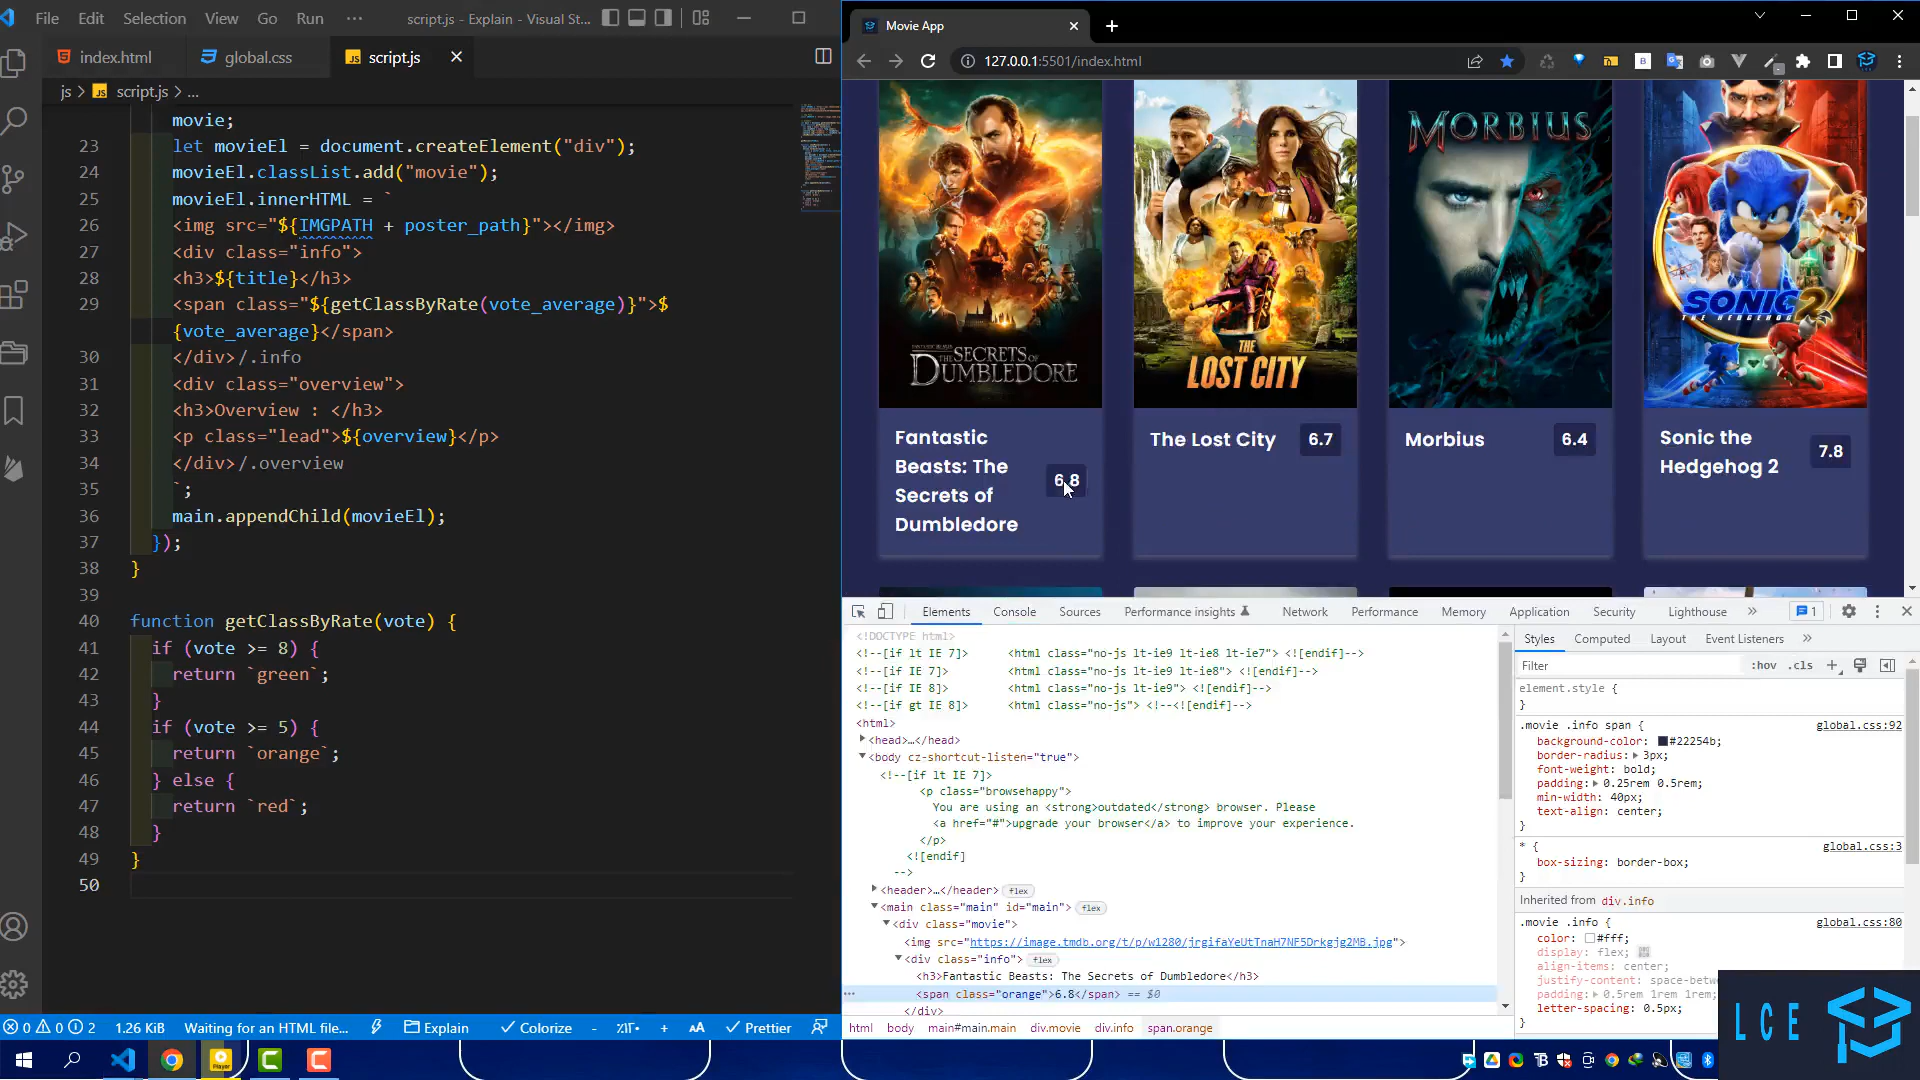 File Edit Selection View Go Run ··· script.js - Explain - Visual St...
index.html global.css script.js
js > script.js > ...
movie;
23 let movieEl = document.createElement("div");
24 movieEl.classList.add("movie");
25 movieEl.innerHTML = `
26 <img src="${IMGPATH + poster_path}"></img>
27 <div class="info">
28 <h3>${title}</h3>
29 <span class="${getClassByRate(vote_average)}">$
{vote_average}</span>
30 </div>/.info
31 <div class="overview">
32 <h3>Overview : </h3>
33 <p class="lead">${overview}</p>
34 </div>/.overview
35 `;
36 main.appendChild(movieEl);
37 });
38 }
39
40 function getClassByRate(vote) {
41 if (vote >= 8) {
42 return `green`;
43 }
44 if (vote >= 5) {
45 return `orange`;
46 } else {
47 return `red`;
48 }
49 }
50
0 0 2 1.26 KiB Waiting for an HTML file... Explain Colorize - + Prettier
Movie App
127.0.0.1:5501/index.html
THE SECRETS OF DUMBLEDORE
THE LOST CITY
MORBIUS
SONIC 2
THE HEDGEHOG
Fantastic Beasts: The Secrets of Dumbledore 6.8
The Lost City 6.7
Morbius 6.4
Sonic the Hedgehog 2 7.8
Elements Console Sources Performance insights Network Performance Memory Application Security Lighthouse » 1
<!DOCTYPE html>
<!--[if lt IE 7]> <html class="no-js lt-ie9 lt-ie8 lt-ie7"> <![endif]-->
<!--[if IE 7]> <html class="no-js lt-ie9 lt-ie8"> <![endif]-->
<!--[if IE 8]> <html class="no-js lt-ie9"> <![endif]-->
<!--[if gt IE 8]> <html class="no-js"> <!--<![endif]-->
<html>
<head>…</head>
<body cz-shortcut-listen="true">
<!--[if lt IE 7]>
<p class="browsehappy">
You are using an <strong>outdated</strong> browser. Please
<a href="#">upgrade your browser</a> to improve your experience.
</p>
<![endif]
-->
<header>…</header> flex
<main class="main" id="main"> flex
<div class="movie">
<img src="https://image.tmdb.org/t/p/w1280/jrgifaYeUtTnaH7NF5Drkgjg2MB.jpg">
<div class="info"> flex
<h3>Fantastic Beasts: The Secrets of Dumbledore</h3>
<span class="orange">6.8</span> == $0
</div>
html body main#main.main div.movie div.info span.orange
Styles Computed Layout Event Listeners »
Filter :hov .cls +
element.style {
}
.movie .info span { global.css:92
background-color: #22254b;
border-radius: 3px;
font-weight: bold;
padding: 0.25rem 0.5rem;
min-width: 40px;
text-align: center;
}
* { global.css:3
box-sizing: border-box;
}
Inherited from div.info
.movie .info { global.css:80
color: #fff;
display: flex;
align-items: center;
justify-content: space-betw
padding: 0.5rem 1rem 1rem;
letter-spacing: 0.5px;
}
LCE